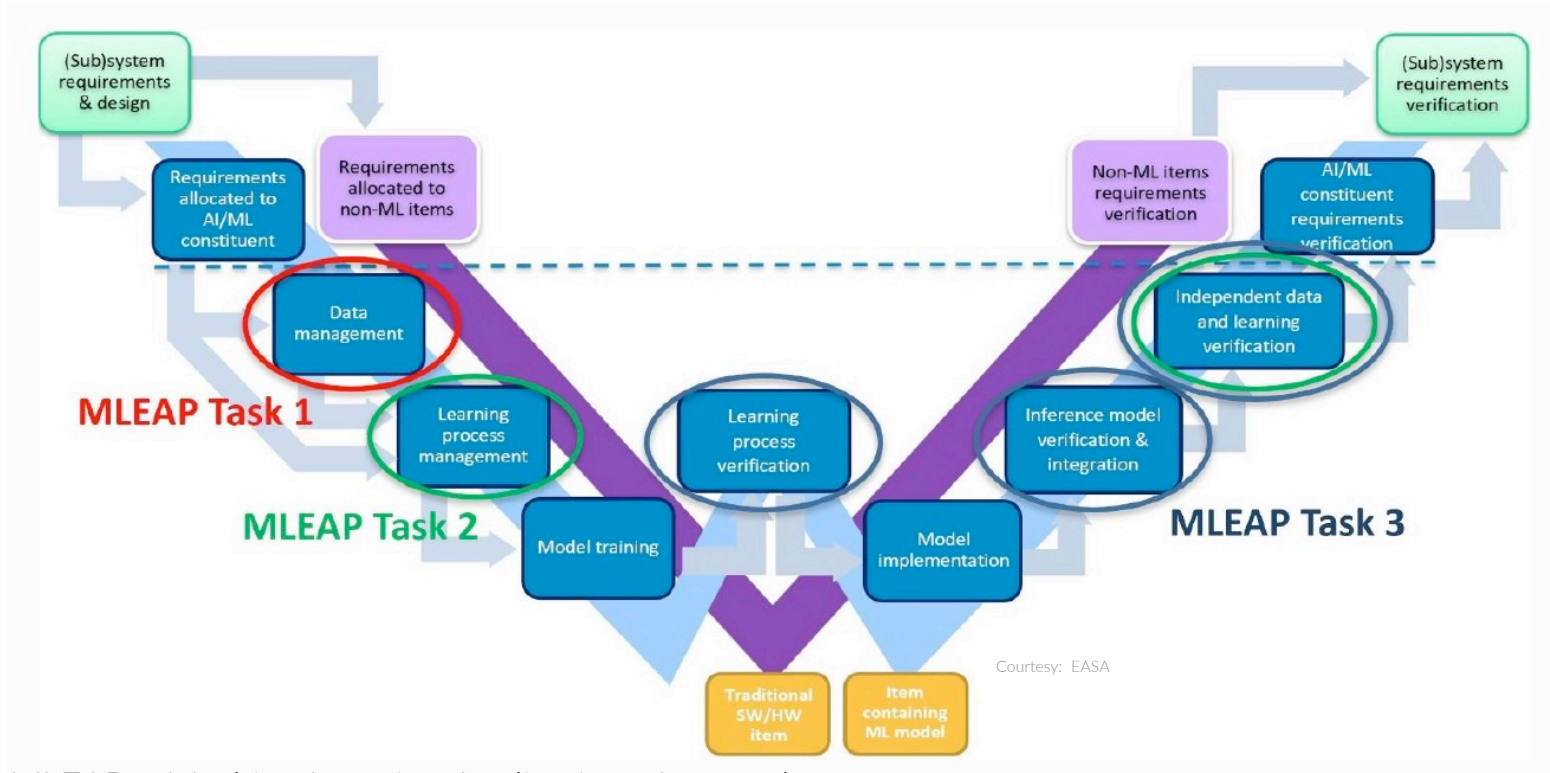 (Sub)system
requirements
& design
(Sub)system
requirements
verification
Requirements
allocated to
AI/ML
constituent
Requirements
allocated to
non-ML items
Non-ML items
requirements
verification
AI/ML
constituent
requirements
verification
Data
management
Independent data
and learning
verification
MLEAP Task 1
Learning
process
management
Learning
process
verification
Inference model
verification &
integration
MLEAP Task 2
MLEAP Task 3
Model training
Model
implementation
Courtesy: EASA
Traditional
SW/HW
item
Item
containing
ML model